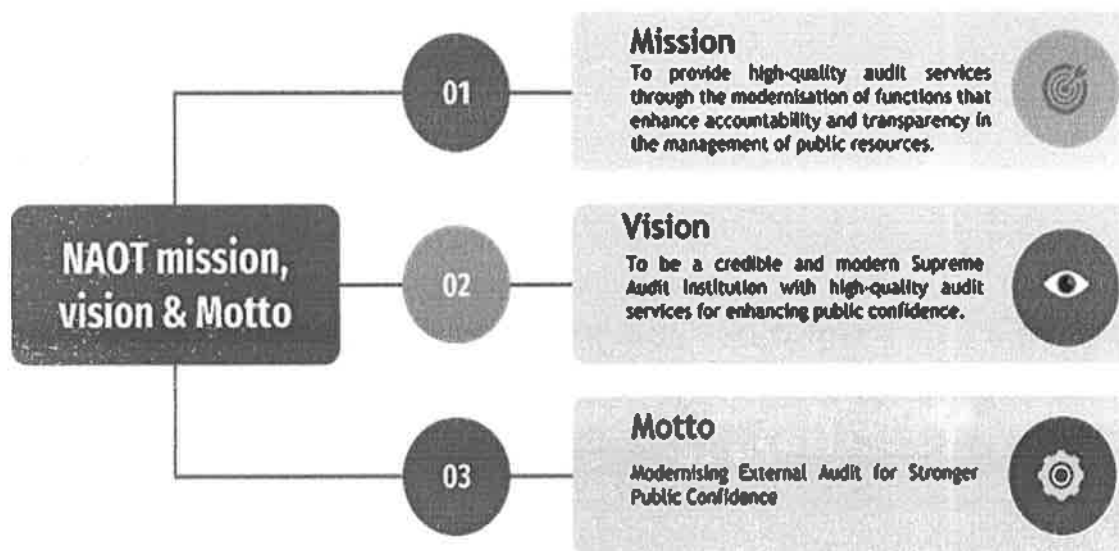 NAOT mission,
vision & Motto
01
Mission
To provide high-quality audit services
through the modernisation of functions that
enhance accountability and transparency in
the management of public resources.
02
Vision
To be a credible and modern Supreme
Audit Institution with high-quality audit
services for enhancing public confidence.
03
Motto
Modernising External Audit for Stronger
Public Confidence